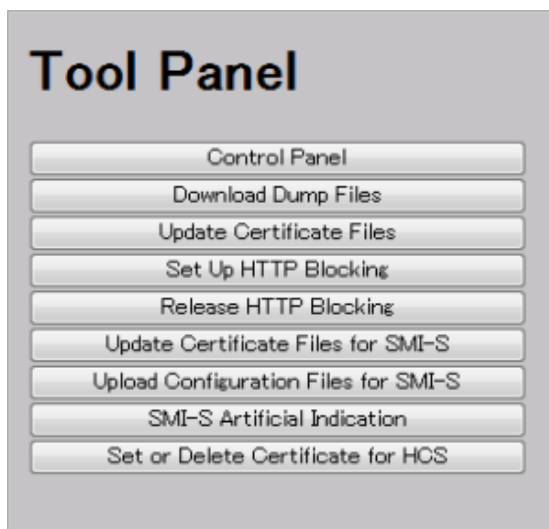 Tool Panel
Control Panel
Download Dump Files
Update Certificate Files
Set Up HTTP Blocking
Release HTTP Blocking
Update Certificate Files for SMI-S
Upload Configuration Files for SMI-S
SMI-S Artificial Indication
Set or Delete Certificate for HCS